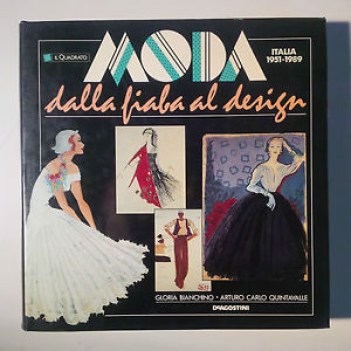 IL QUADRATO
MODA
ITALIA
1951-1989
dalla fiaba al design
GLORIA BIANCHINO • ARTURO CARLO QUINTAVALLE
DEAGOSTINI